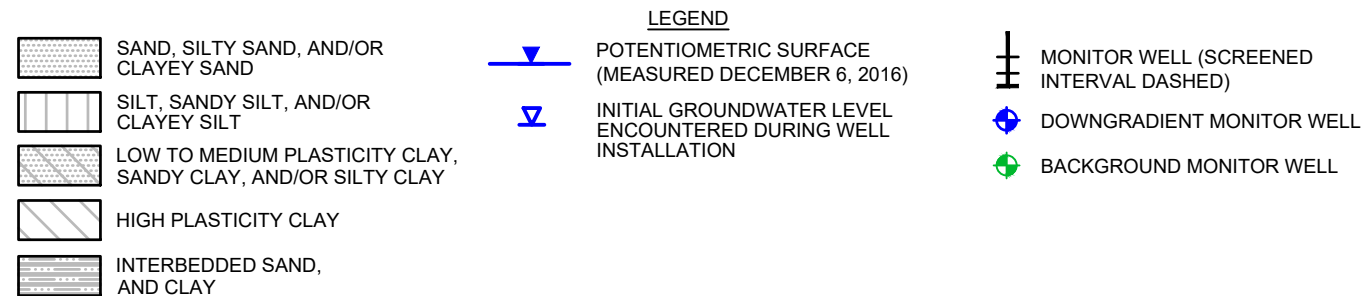 LEGEND
SAND, SILTY SAND, AND/OR
CLAYEY SAND
SILT, SANDY SILT, AND/OR
CLAYEY SILT
LOW TO MEDIUM PLASTICITY CLAY,
SANDY CLAY, AND/OR SILTY CLAY
HIGH PLASTICITY CLAY
INTERBEDDED SAND,
AND CLAY
POTENTIOMETRIC SURFACE
(MEASURED DECEMBER 6, 2016)
INITIAL GROUNDWATER LEVEL
ENCOUNTERED DURING WELL
INSTALLATION
MONITOR WELL (SCREENED
INTERVAL DASHED)
DOWNGRADIENT MONITOR WELL
BACKGROUND MONITOR WELL